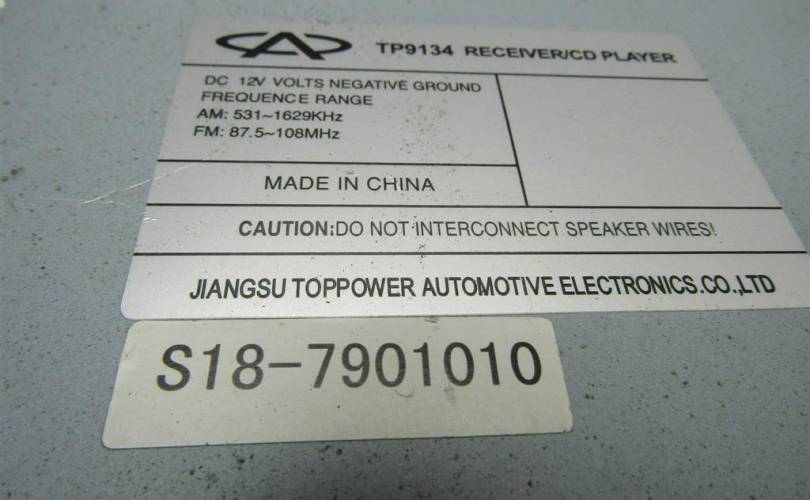 TP9134 RECEIVER/CD PLAYER
DC 12V VOLTS NEGATIVE GROUND
FREQUENCE RANGE
AM: 531~1629KHz
FM: 87.5~108MHz
MADE IN CHINA
CAUTION:DO NOT INTERCONNECT SPEAKER WIRES!
JIANGSU TOPPOWER AUTOMOTIVE ELECTRONICS.CO.,LTD
S18-7901010